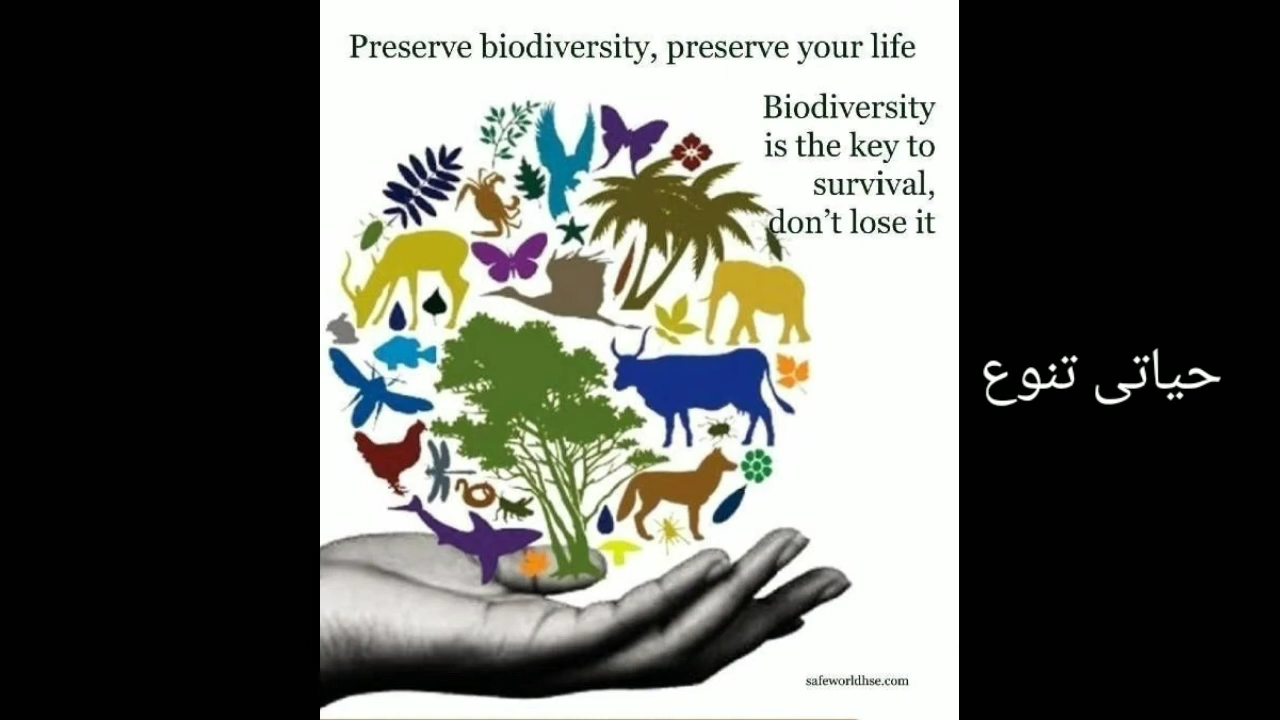 Preserve biodiversity, preserve your life
Biodiversity
is the key to
survival,
don’t lose it
حیاتی تنوع
safeworldhse.com